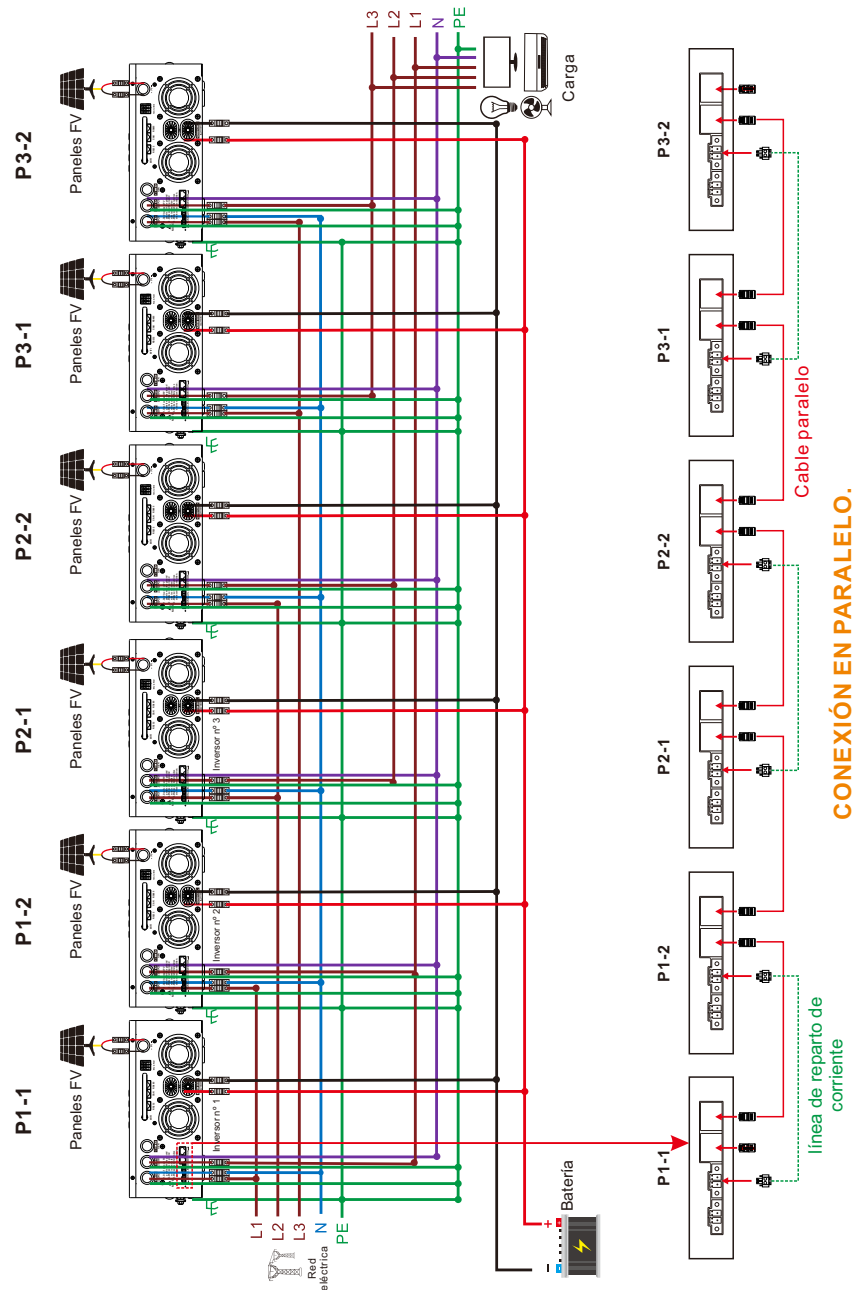 P1-1
P1-2
P2-1
P2-2
P3-1
P3-2
Paneles FV
Paneles FV
Paneles FV
Paneles FV
Paneles FV
Paneles FV
Inversor nº 1
Inversor nº 2
Inversor nº 3
L1
L2
L3
N
PE
Red
eléctrica
L3
L2
L1
N
PE
Carga
Batería
+
−
P1-1
P1-2
P2-1
P2-2
P3-1
P3-2
línea de reparto de
corriente
Cable paralelo
CONEXIÓN EN PARALELO.